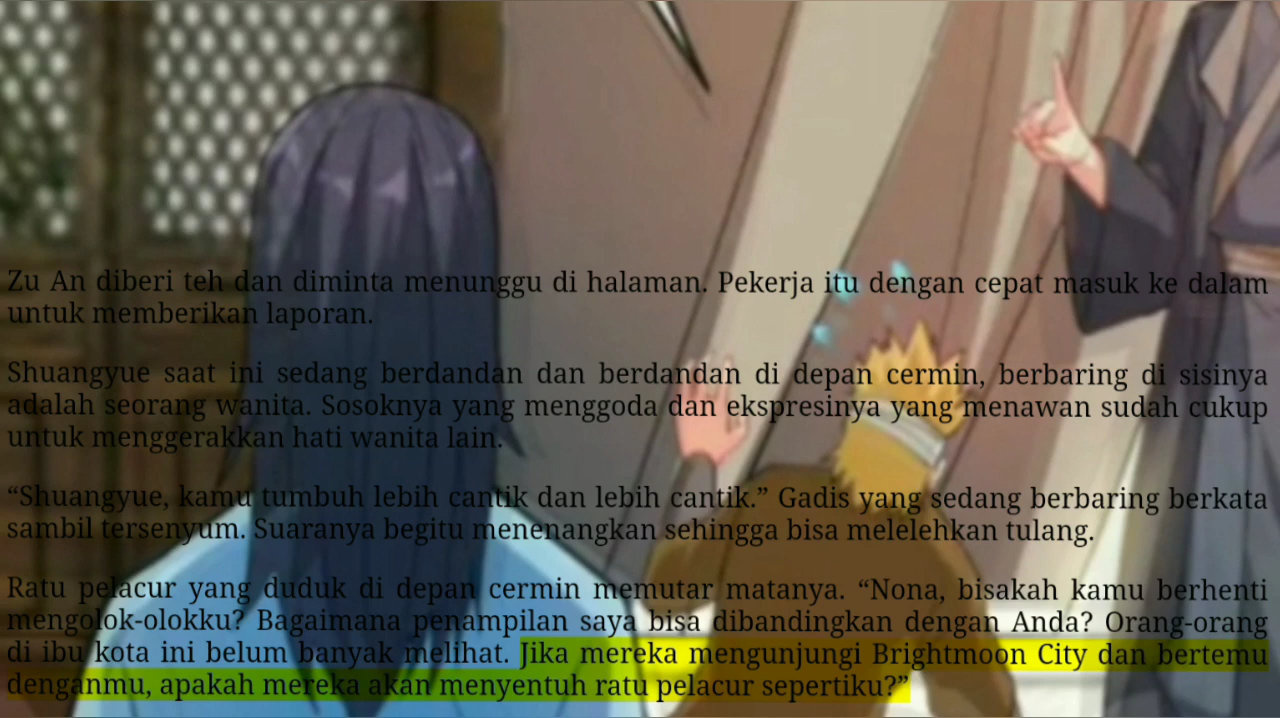 Zu An diberi teh dan diminta menunggu di halaman. Pekerja itu dengan cepat masuk ke dalam
untuk memberikan laporan.
Shuangyue saat ini sedang berdandan dan berdandan di depan cermin, berbaring di sisinya
adalah seorang wanita. Sosoknya yang menggoda dan ekspresinya yang menawan sudah cukup
untuk menggerakkan hati wanita lain.
“Shuangyue, kamu tumbuh lebih cantik dan lebih cantik.” Gadis yang sedang berbaring berkata
sambil tersenyum. Suaranya begitu menenangkan sehingga bisa melelehkan tulang.
Ratu pelacur yang duduk di depan cermin memutar matanya. “Nona, bisakah kamu berhenti
mengolok-olokku? Bagaimana penampilan saya bisa dibandingkan dengan Anda? Orang-orang
di ibu kota ini belum banyak melihat. Jika mereka mengunjungi Brightmoon City dan bertemu
denganmu, apakah mereka akan menyentuh ratu pelacur sepertiku?”